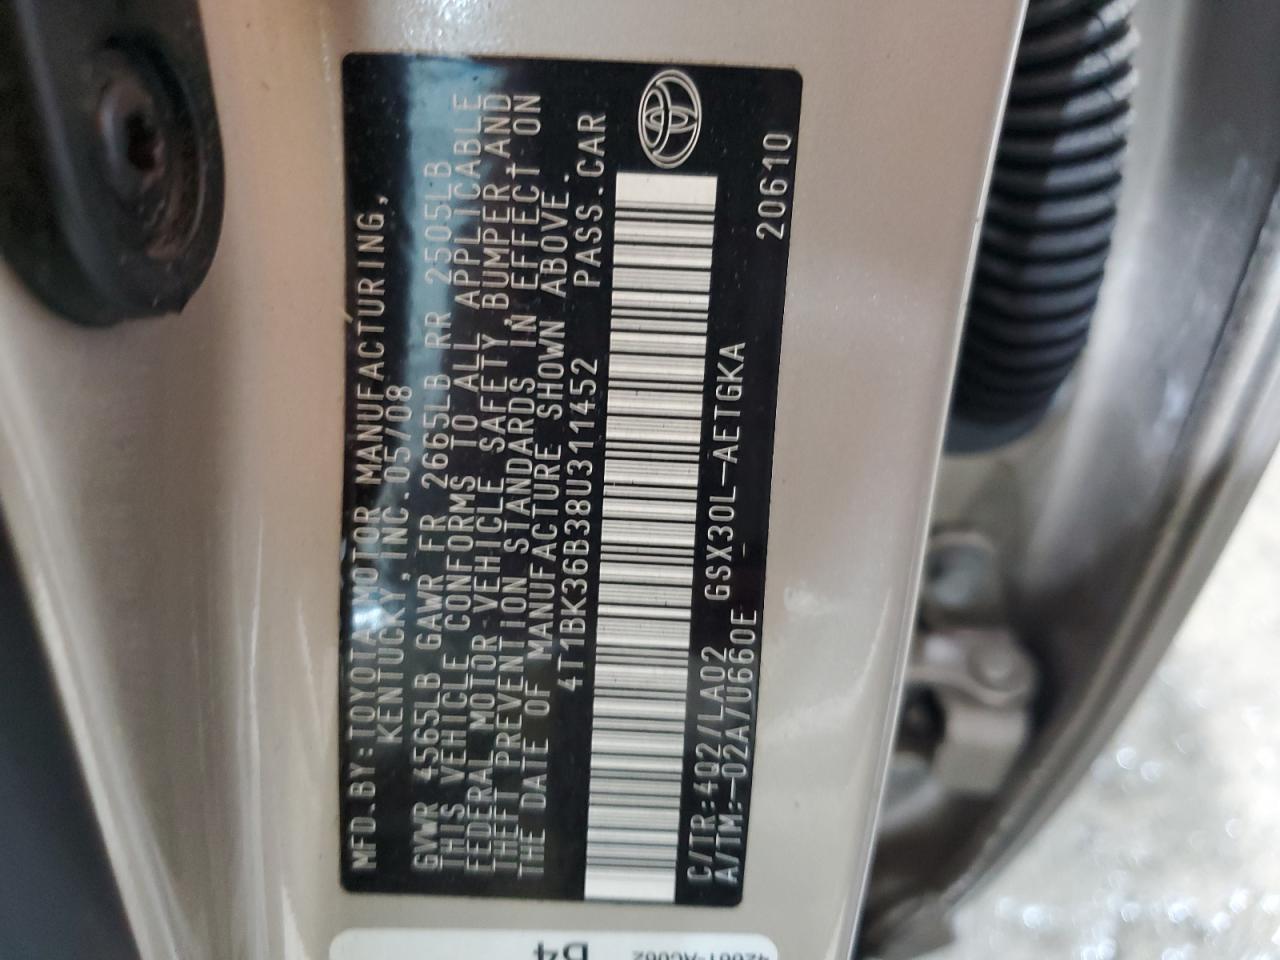 MFD.BY:TOYOTA MOTOR MANUFACTURING,
KENTUCKY,INC.05/08
GVWR 4565LB GAWR FR 2665LB RR 2505LB
THIS VEHICLE CONFORMS TO ALL APPLICABLE
FEDERAL MOTOR VEHICLE SAFETY,BUMPER,AND
THEFT PREVENTION STANDARDS IN EFFECT ON
THE DATE OF MANUFACTURE SHOWN ABOVE.
4T1BK36B38U311452 PASS.CAR
C/TR:4Q2/LA02 GSX30L-AETGKA
A/TM:-02A/U660E 20610